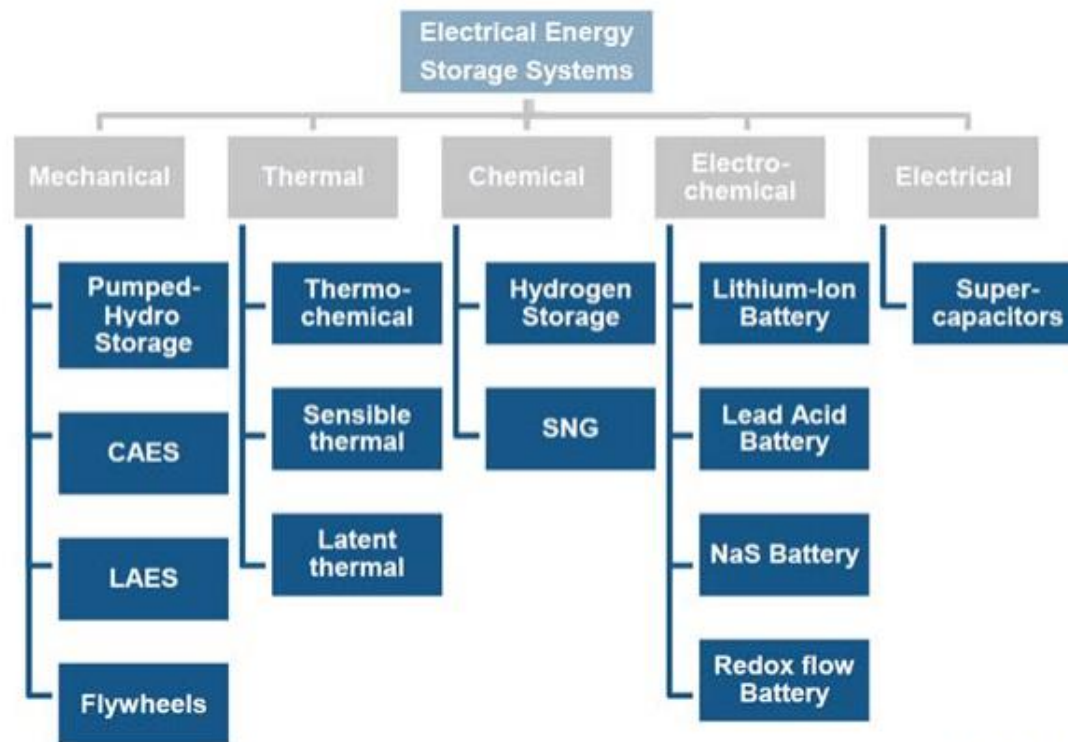 Electrical Energy
Storage Systems
Mechanical
Thermal
Chemical
Electro-
chemical
Electrical
Pumped-
Hydro
Storage
CAES
LAES
Flywheels
Thermo-
chemical
Sensible
thermal
Latent
thermal
Hydrogen
Storage
SNG
Lithium-Ion
Battery
Lead Acid
Battery
NaS Battery
Redox flow
Battery
Super-
capacitors